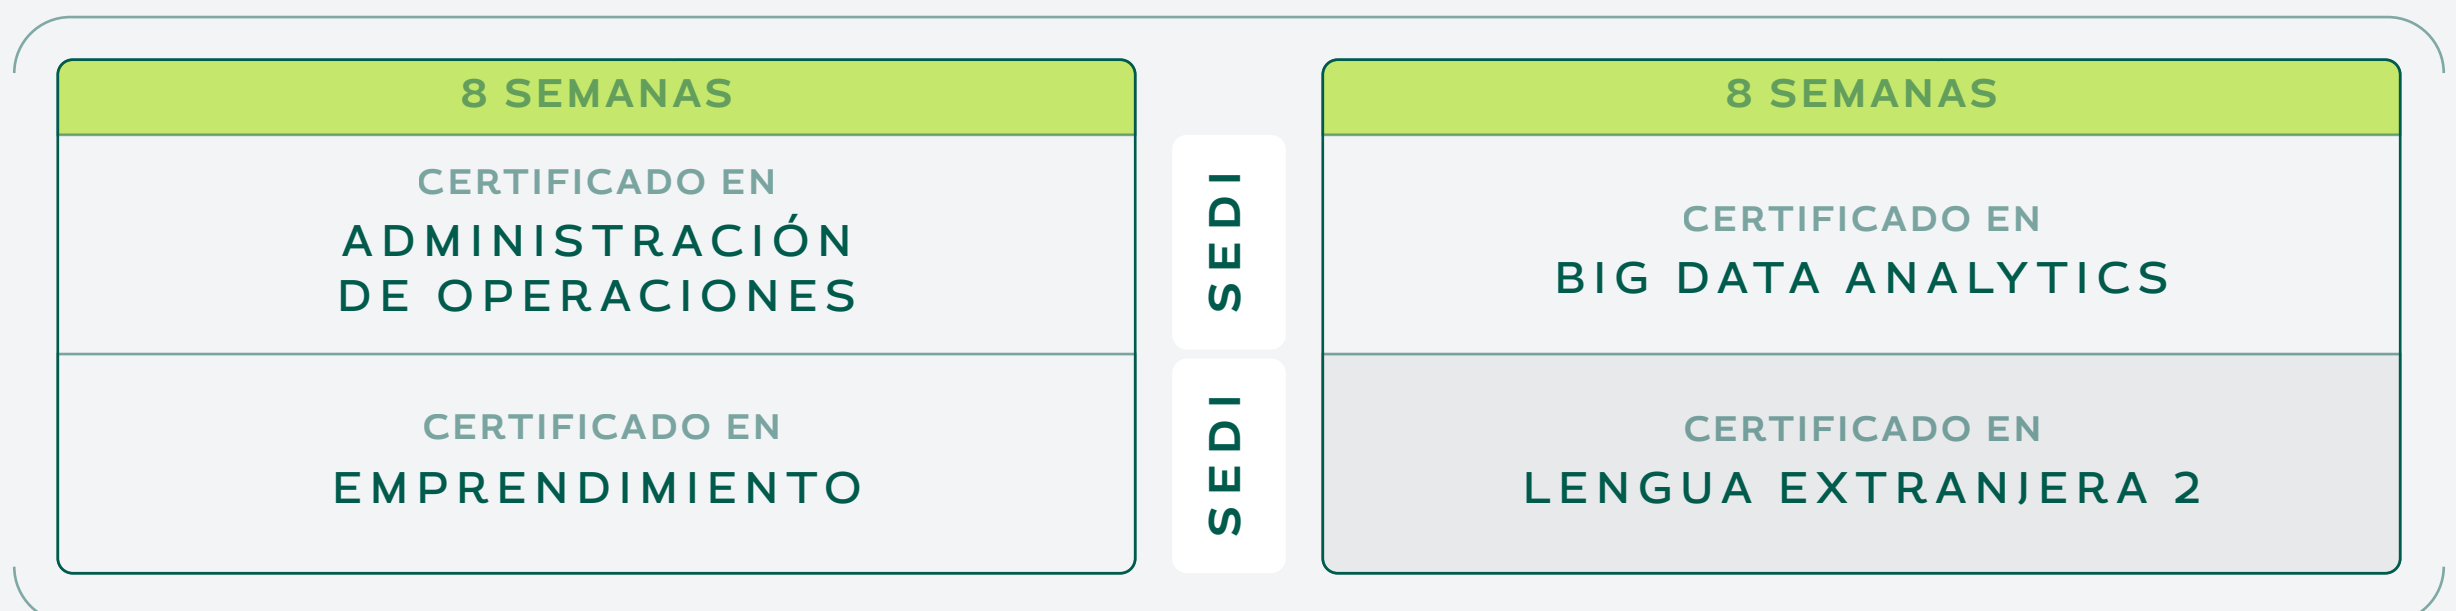 8 SEMANAS
CERTIFICADO EN
ADMINISTRACIÓN
DE OPERACIONES
CERTIFICADO EN
EMPRENDIMIENTO
SEDI
SEDI
8 SEMANAS
CERTIFICADO EN
BIG DATA ANALYTICS
CERTIFICADO EN
LENGUA EXTRANJERA 2